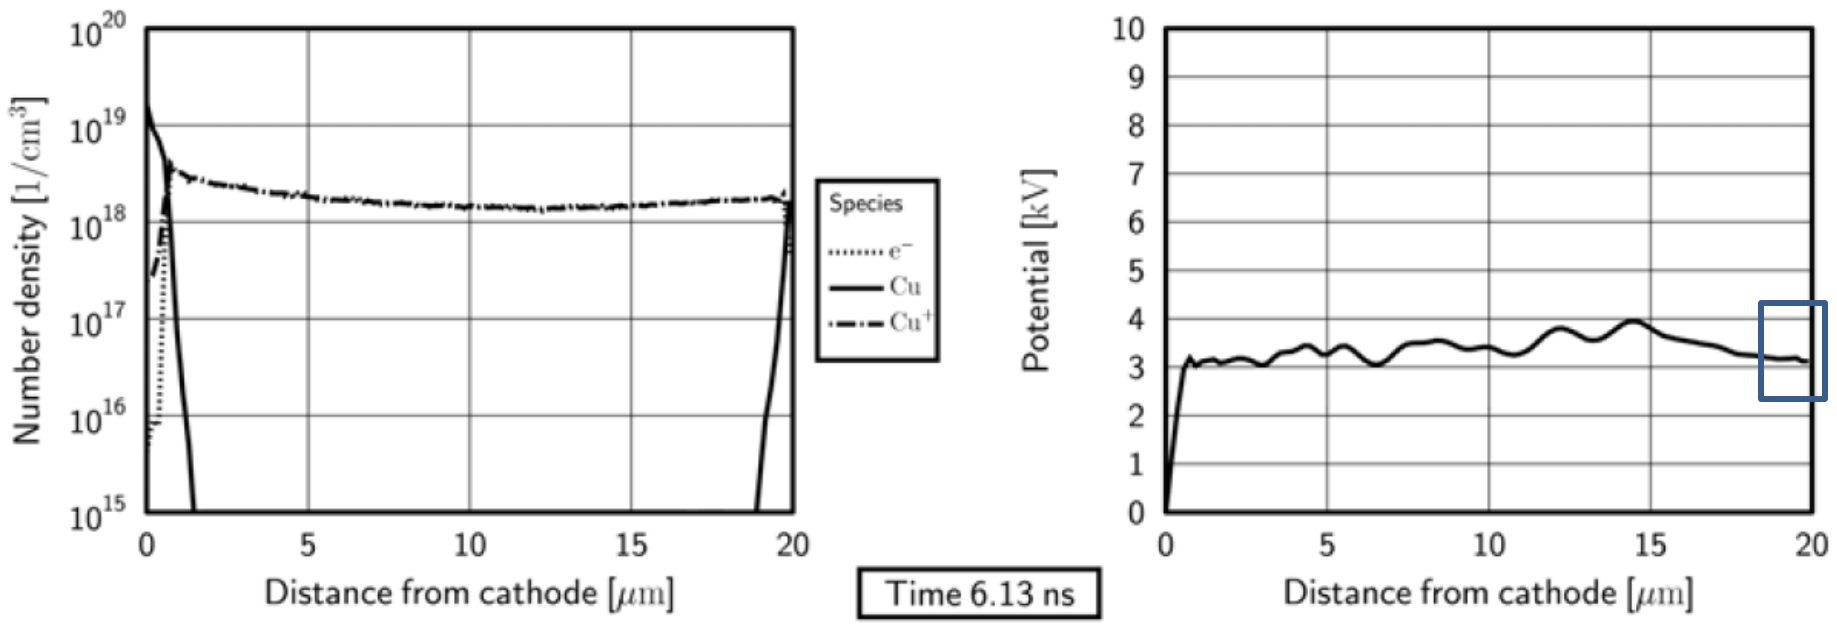 10^20
10^19
10^18
10^17
10^16
10^15
Number density [1/cm^3]
0 5 10 15 20
Distance from cathode [μm]
Species
e^−
Cu
Cu^+
Time 6.13 ns
10
9
8
7
6
5
4
3
2
1
0
Potential [kV]
0 5 10 15 20
Distance from cathode [μm]